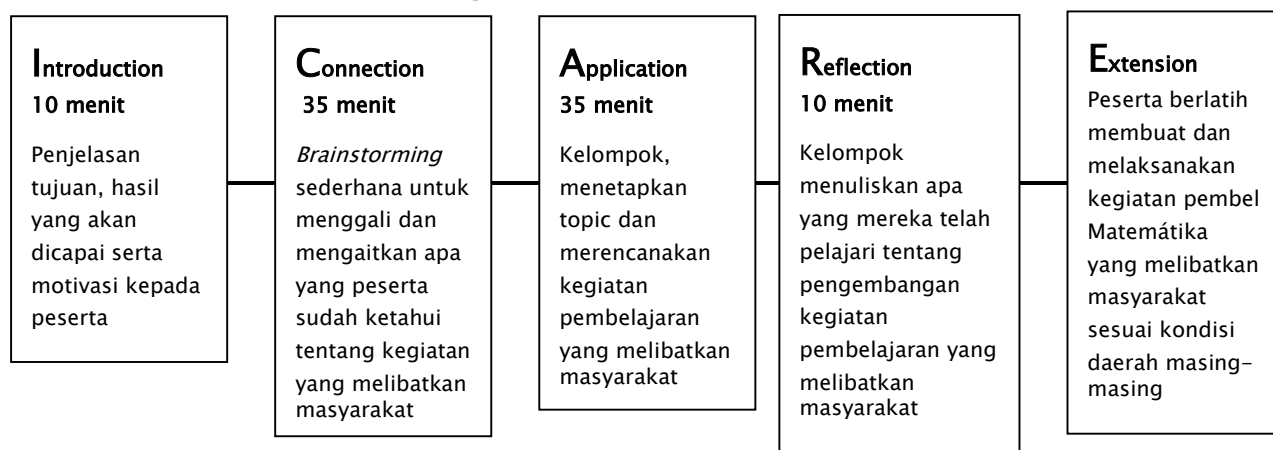 Introduction
10 menit
Penjelasan
tujuan, hasil
yang akan
dicapai serta
motivasi kepada
peserta
Connection
35 menit
Brainstorming
sederhana untuk
menggali dan
mengaitkan apa
yang peserta
sudah ketahui
tentang kegiatan
yang melibatkan
masyarakat
Application
35 menit
Kelompok,
menetapkan
topic dan
merencanakan
kegiatan
pembelajaran
yang melibatkan
masyarakat
Reflection
10 menit
Kelompok
menuliskan apa
yang mereka telah
pelajari tentang
pengembangan
kegiatan
pembelajaran yang
melibatkan
masyarakat
Extension
Peserta berlatih
membuat dan
melaksanakan
kegiatan pembel
Matemátika
yang melibatkan
masyarakat
sesuai kondisi
daerah masing-
masing